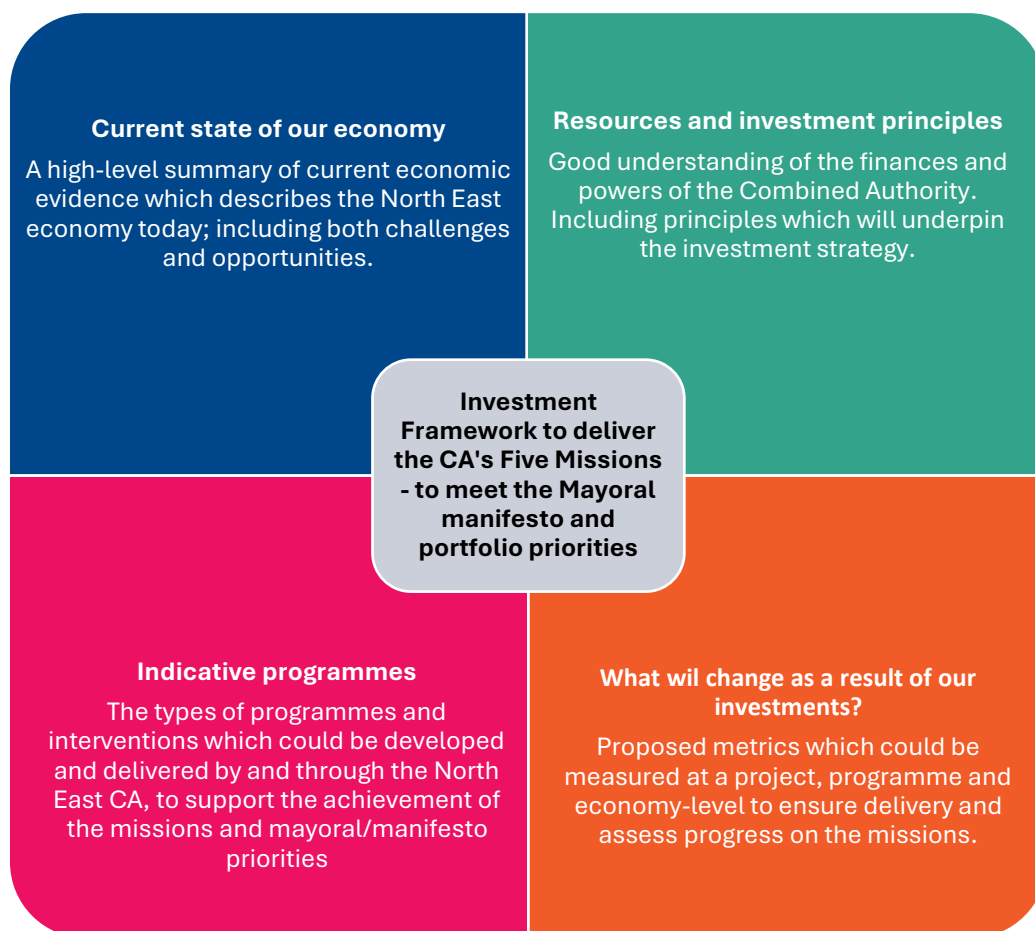 Current state of our economy
A high-level summary of current economic
evidence which describes the North East
economy today; including both challenges
and opportunities.
Resources and investment principles
Good understanding of the finances and
powers of the Combined Authority.
Including principles which will underpin
the investment strategy.
Investment
Framework to deliver
the CA's Five Missions
- to meet the Mayoral
manifesto and
portfolio priorities
Indicative programmes
The types of programmes and
interventions which could be developed
and delivered by and through the North
East CA, to support the achievement of
the missions and mayoral/manifesto
priorities
What wil change as a result of our
investments?
Proposed metrics which could be
measured at a project, programme and
economy-level to ensure delivery and
assess progress on the missions.